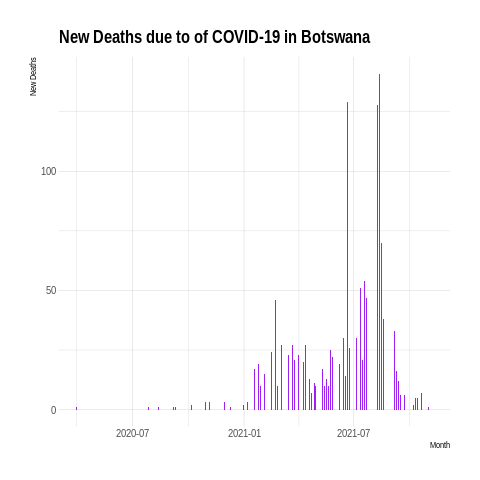 New Deaths due to of COVID-19 in Botswana
New Deaths
100
50
0
2020-07 2021-01 2021-07
Month